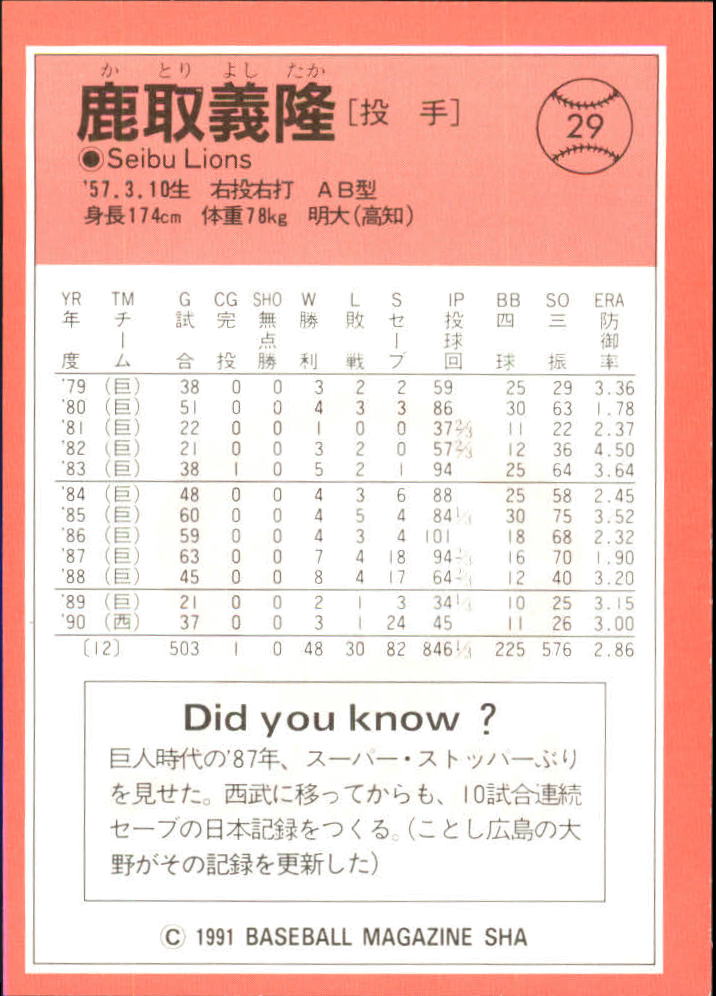 か とり よし たか
鹿取義隆 [投 手] 29
Seibu Lions
'57.3.10生 右投右打 AB型
身長174cm 体重78kg 明大(高知)
YR TM G CG SHO W L S IP BB SO ERA
年度 チーム 試合 完投 無点勝 勝利 敗戦 セーブ 投球回 四球 三振 防御率
'79 (巨) 38 0 0 3 2 2 59 25 29 3.36
'80 (巨) 51 0 0 4 3 3 86 30 63 1.78
'81 (巨) 22 0 0 1 0 0 37⅔ 11 22 2.37
'82 (巨) 21 0 0 3 2 0 57⅔ 12 36 4.50
'83 (巨) 38 1 0 5 2 1 94 25 64 3.64
'84 (巨) 48 0 0 4 3 6 88 25 58 2.45
'85 (巨) 60 0 0 4 5 4 84⅓ 30 75 3.52
'86 (巨) 59 0 0 4 3 4 101 18 68 2.32
'87 (巨) 63 0 0 7 4 18 94 16 70 1.90
'88 (巨) 45 0 0 8 4 17 64 12 40 3.20
'89 (巨) 21 0 0 2 1 3 34⅓ 10 25 3.15
'90 (西) 37 0 0 3 1 24 45 11 26 3.00
[12] 503 1 0 48 30 82 846⅓ 225 576 2.86
Did you know ?
巨人時代の'87年、スーパー・ストッパーぶり
を見せた。西武に移ってからも、10試合連続
セーブの日本記録をつくる。(ことし広島の大
野がその記録を更新した)
© 1991 BASEBALL MAGAZINE SHA